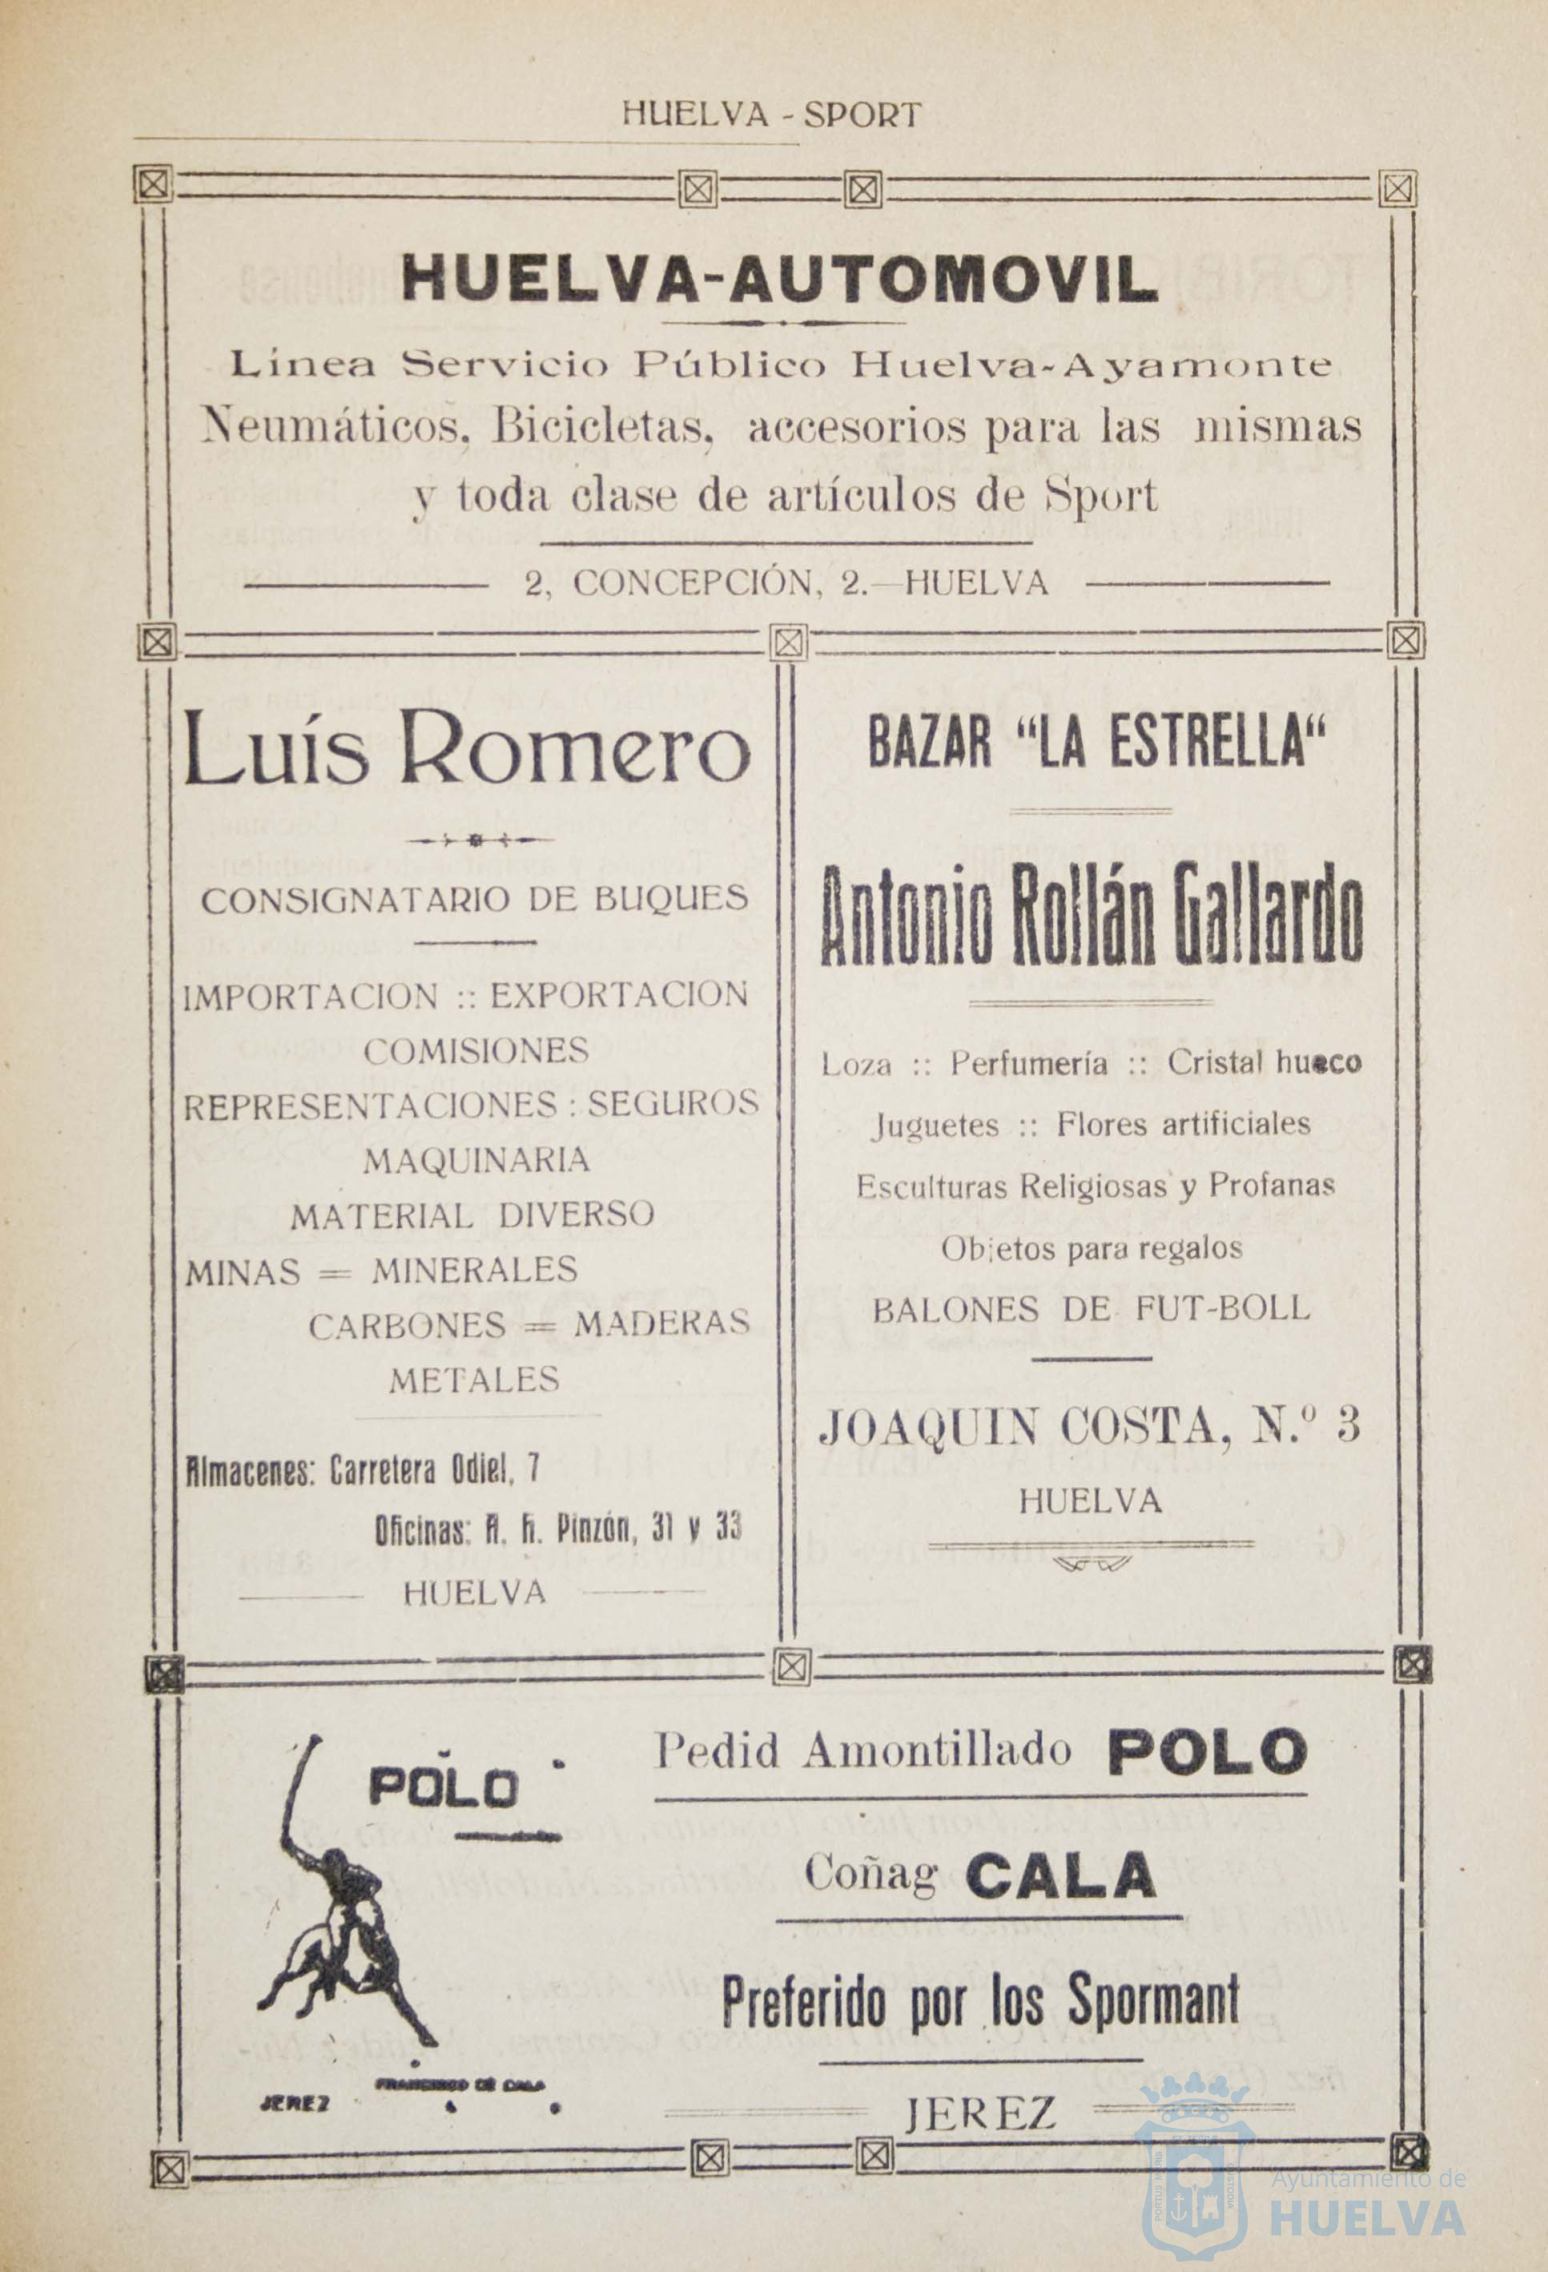 HUELVA - SPORT
HUELVA-AUTOMOVIL
Línea Servicio Público Huelva-Ayamonte
Neumáticos, Bicicletas, accesorios para las mismas
y toda clase de artículos de Sport
2, CONCEPCIÓN, 2.—HUELVA
Luís Romero
CONSIGNATARIO DE BUQUES
IMPORTACION :: EXPORTACION
COMISIONES
REPRESENTACIONES : SEGUROS
MAQUINARIA
MATERIAL DIVERSO
MINAS = MINERALES
CARBONES = MADERAS
METALES
Almacenes: Carretera Odiel, 7
Oficinas: A. H. Pinzón, 31 y 33
HUELVA
BAZAR “LA ESTRELLA“
Antonio Rollán Gallardo
Loza :: Perfumería :: Cristal hueco
Juguetes :: Flores artificiales
Esculturas Religiosas y Profanas
Objetos para regalos
BALONES DE FUT-BOLL
JOAQUIN COSTA, N.º 3
HUELVA
POLO
FRANCISCO DE CALA
JEREZ
Pedid Amontillado POLO
Coñag CALA
Preferido por los Spormant
JEREZ
Ayuntamiento de
HUELVA